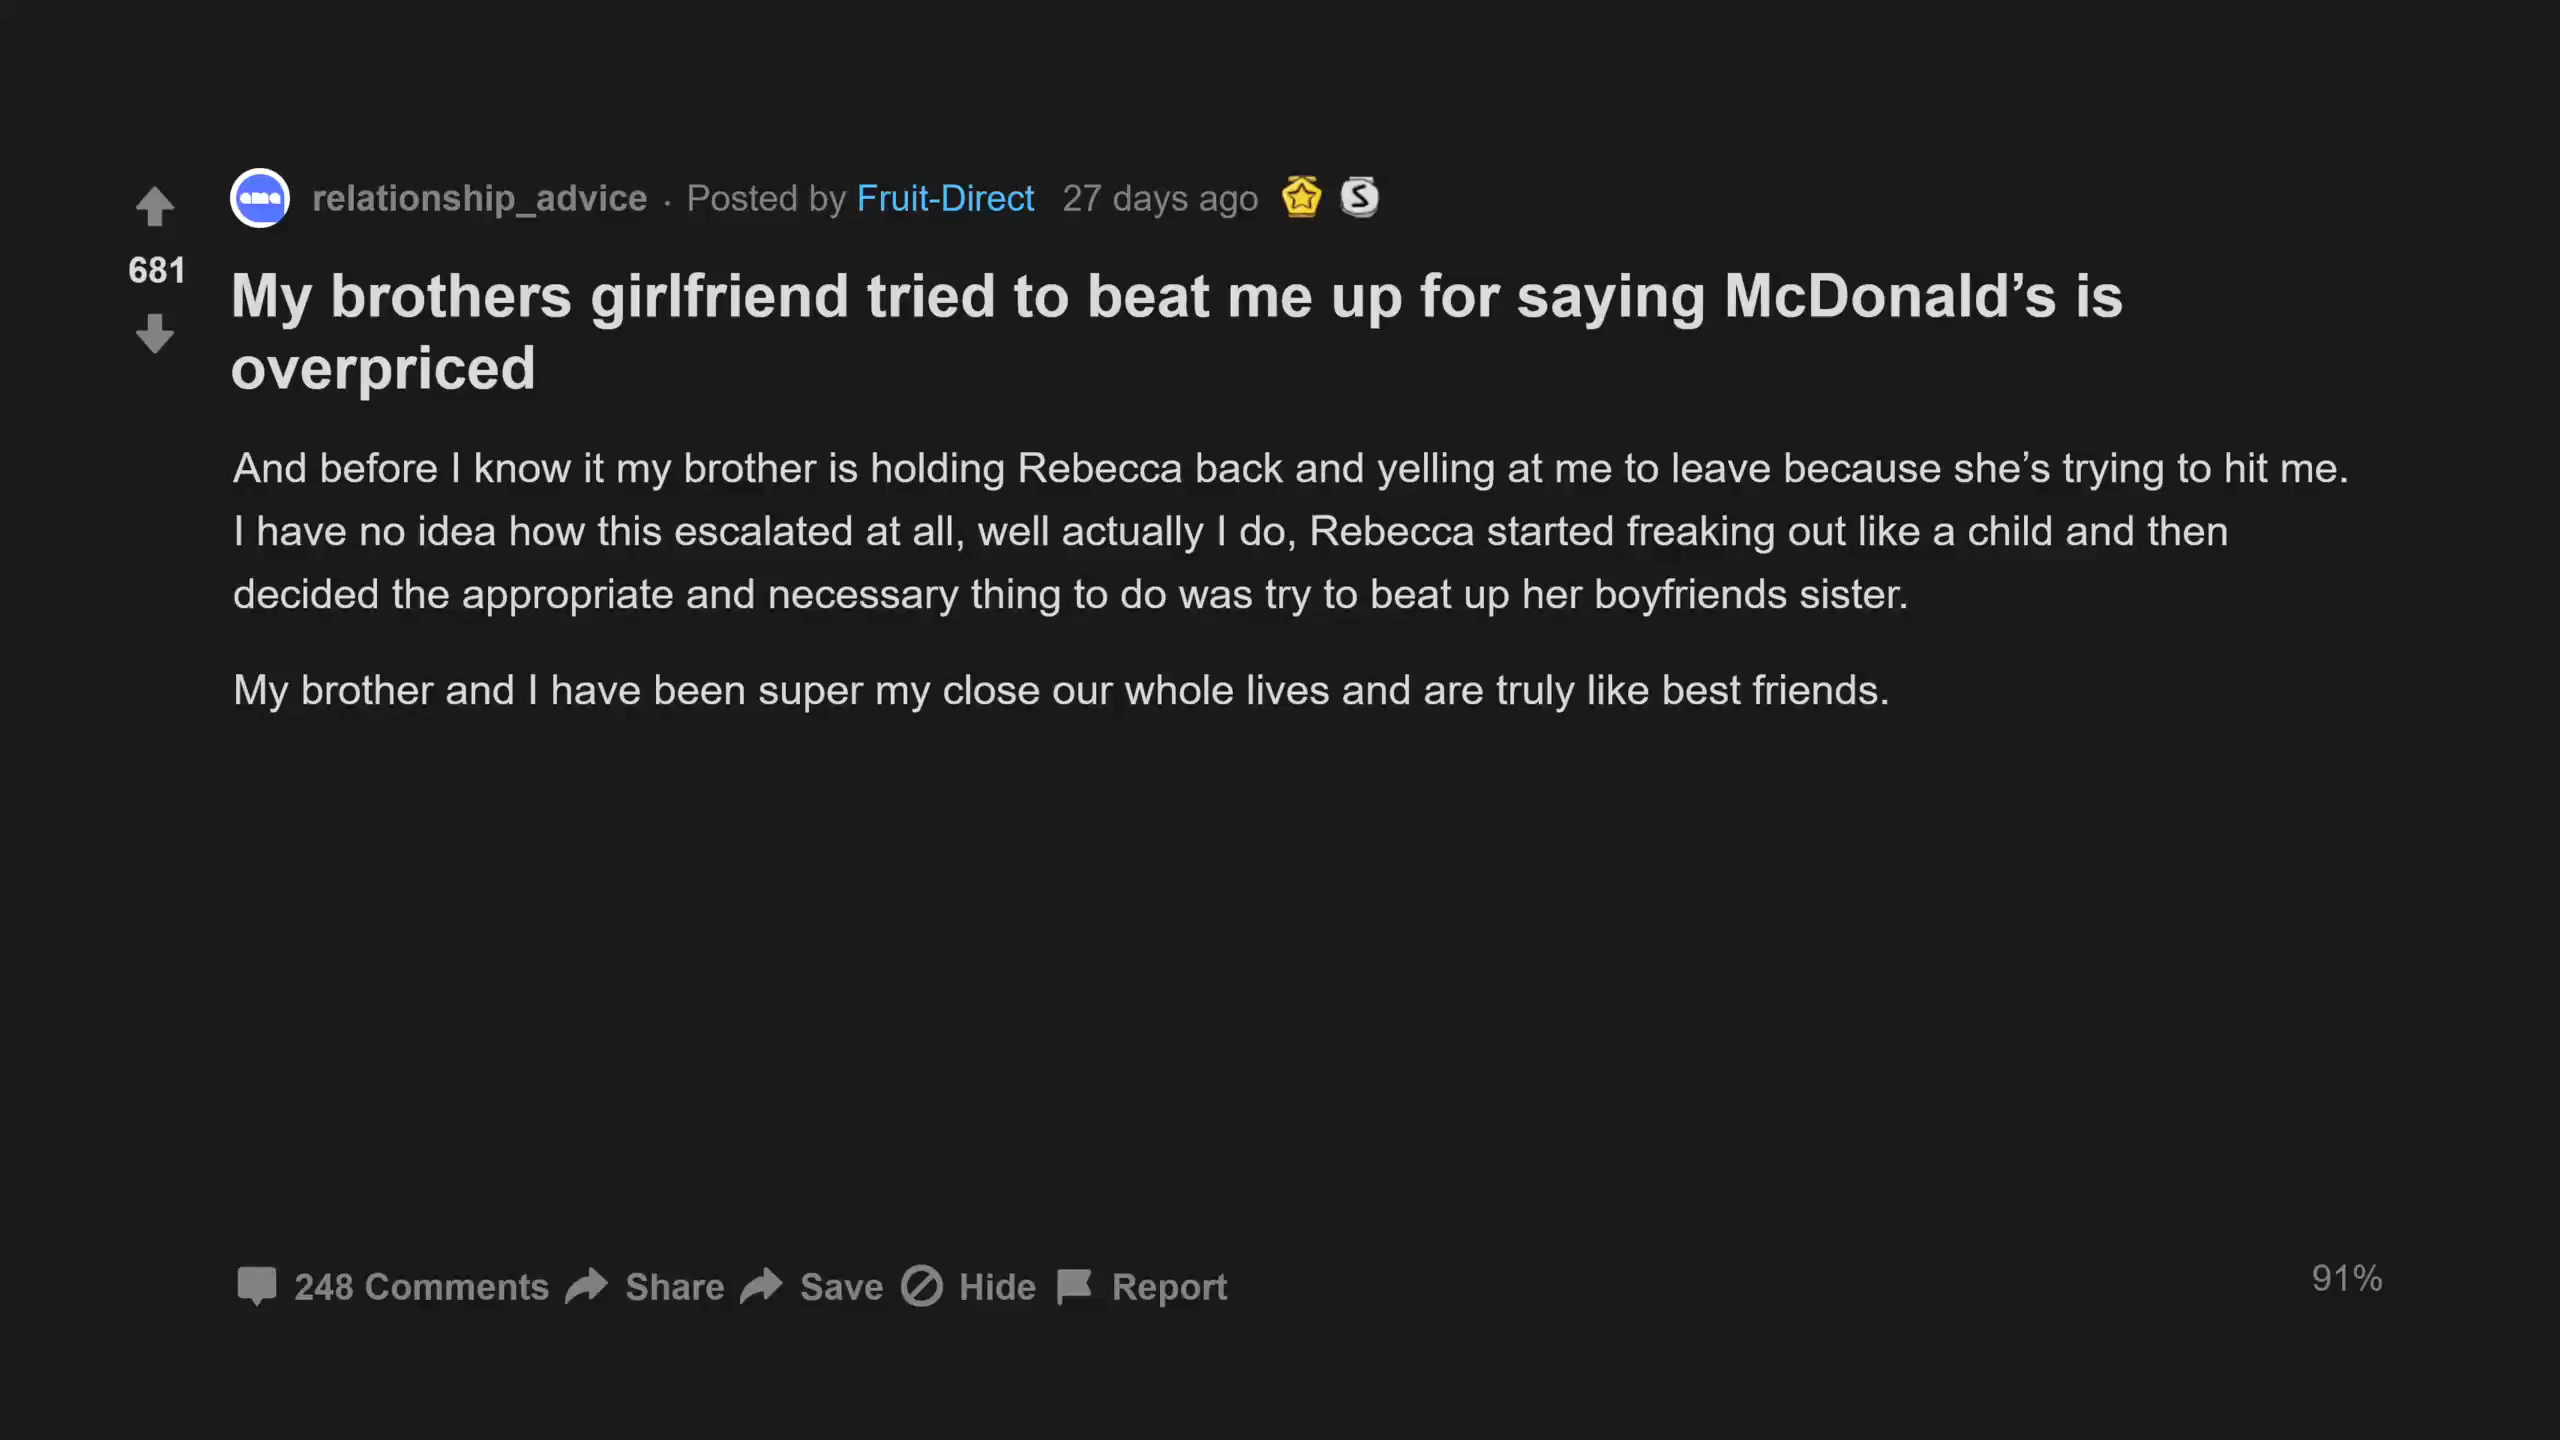 relationship_advice · Posted by Fruit-Direct 27 days ago
681
My brothers girlfriend tried to beat me up for saying McDonald’s is
overpriced
And before I know it my brother is holding Rebecca back and yelling at me to leave because she’s trying to hit me.
I have no idea how this escalated at all, well actually I do, Rebecca started freaking out like a child and then
decided the appropriate and necessary thing to do was try to beat up her boyfriends sister.
My brother and I have been super my close our whole lives and are truly like best friends.
248 Comments Share Save Hide Report
91%